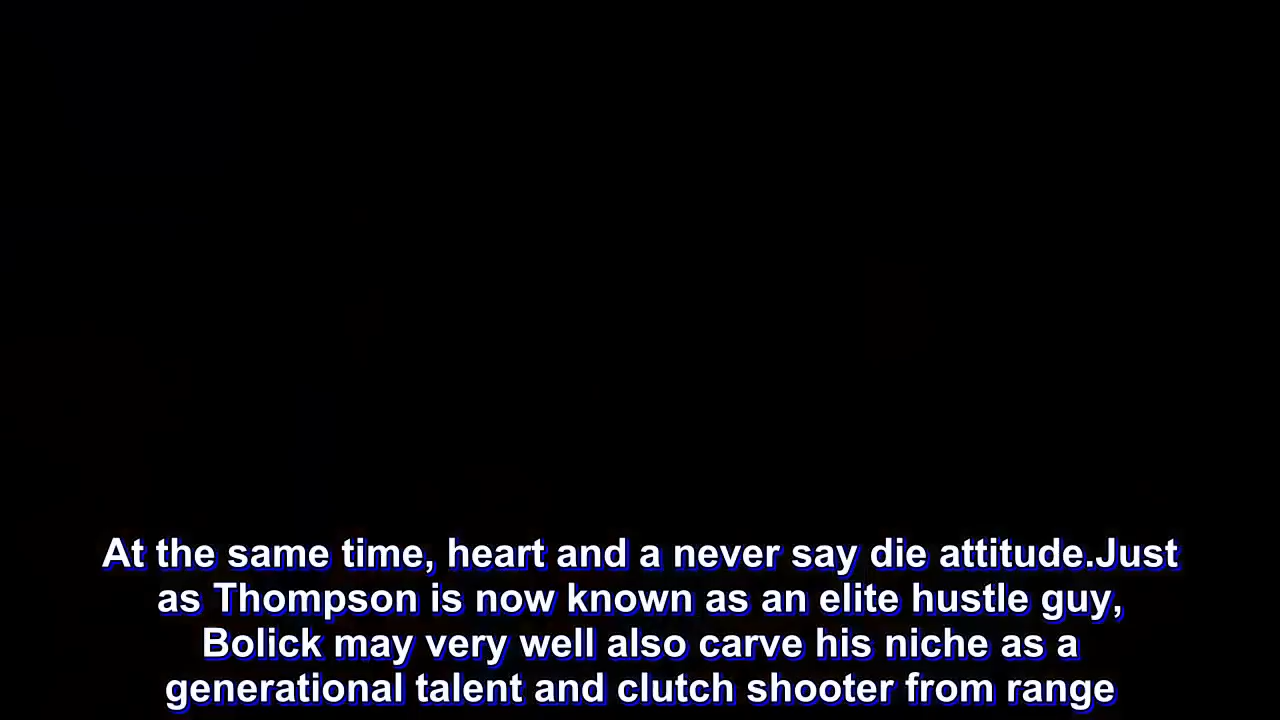 At the same time, heart and a never say die attitude.Just
as Thompson is now known as an elite hustle guy,
Bolick may very well also carve his niche as a
generational talent and clutch shooter from range